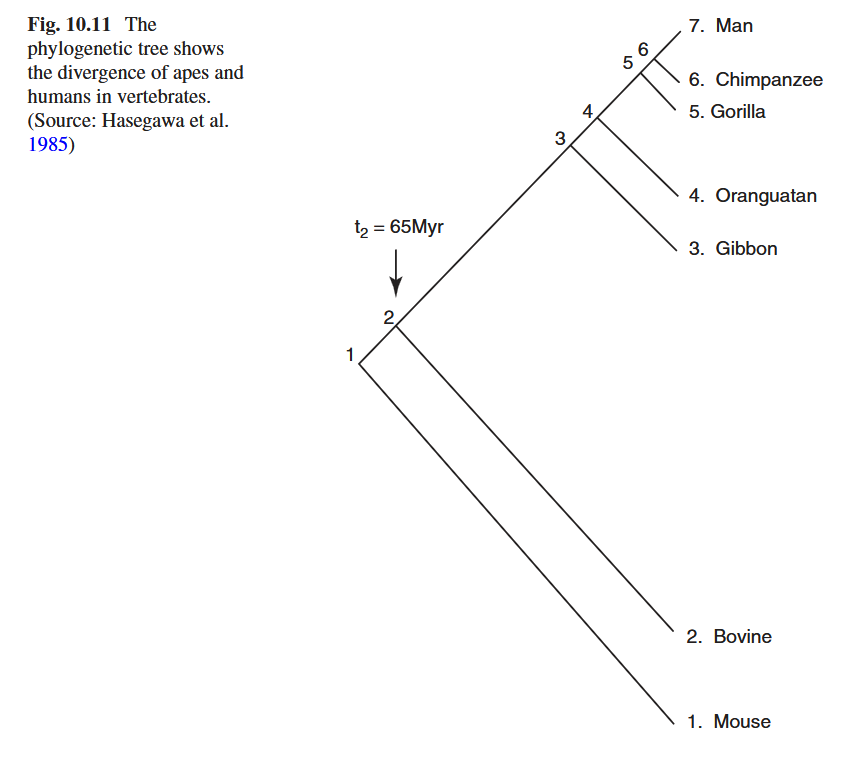 Fig. 10.11 The
phylogenetic tree shows
the divergence of apes and
humans in vertebrates.
(Source: Hasegawa et al.
1985)
7. Man
6
5
6. Chimpanzee
5. Gorilla
4
3
4. Oranguatan
3. Gibbon
t₂ = 65Myr
2
1
2. Bovine
1. Mouse